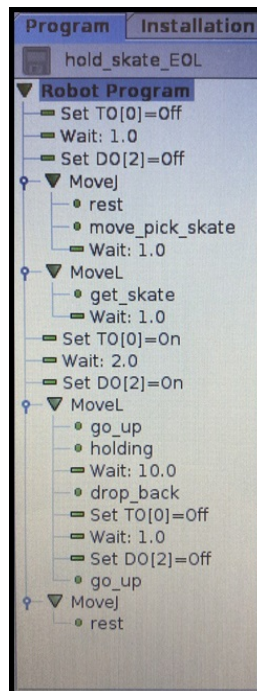 Program Installation
hold_skate_EOL
Robot Program
Set TO[0]=Off
Wait: 1.0
Set DO[2]=Off
MoveJ
rest
move_pick_skate
Wait: 1.0
MoveL
get_skate
Wait: 1.0
Set TO[0]=On
Wait: 2.0
Set DO[2]=On
MoveL
go_up
holding
Wait: 10.0
drop_back
Set TO[0]=Off
Wait: 1.0
Set DO[2]=Off
go_up
MoveJ
rest